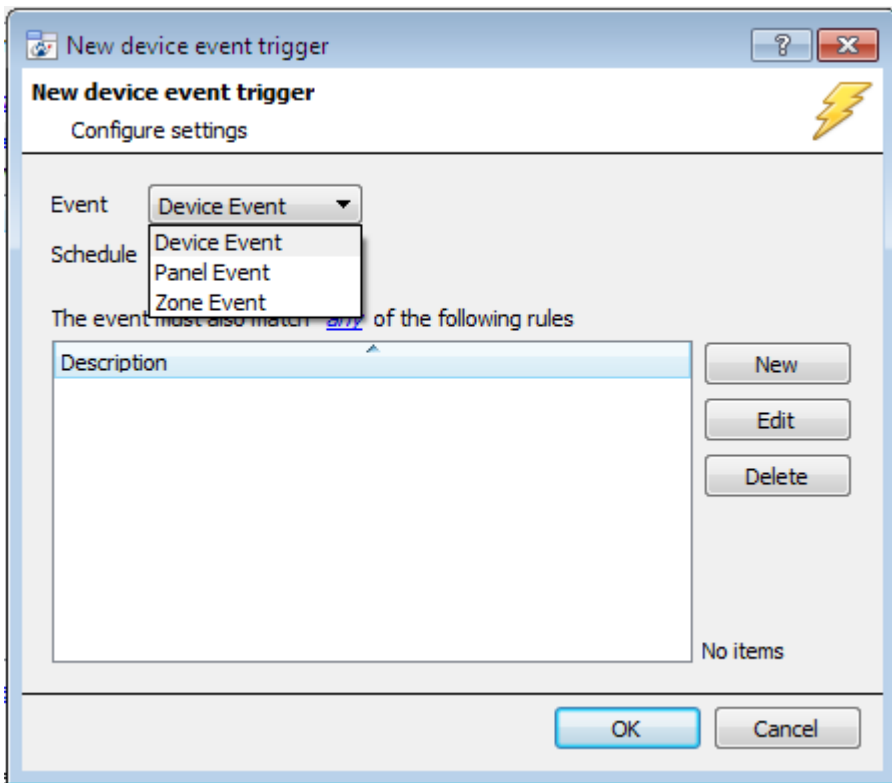 New device event trigger
New device event trigger
Configure settings
Event Device Event
Device Event
Schedule
Panel Event
Zone Event
The event must also match any of the following rules
Description
New
Edit
Delete
No items
OK Cancel